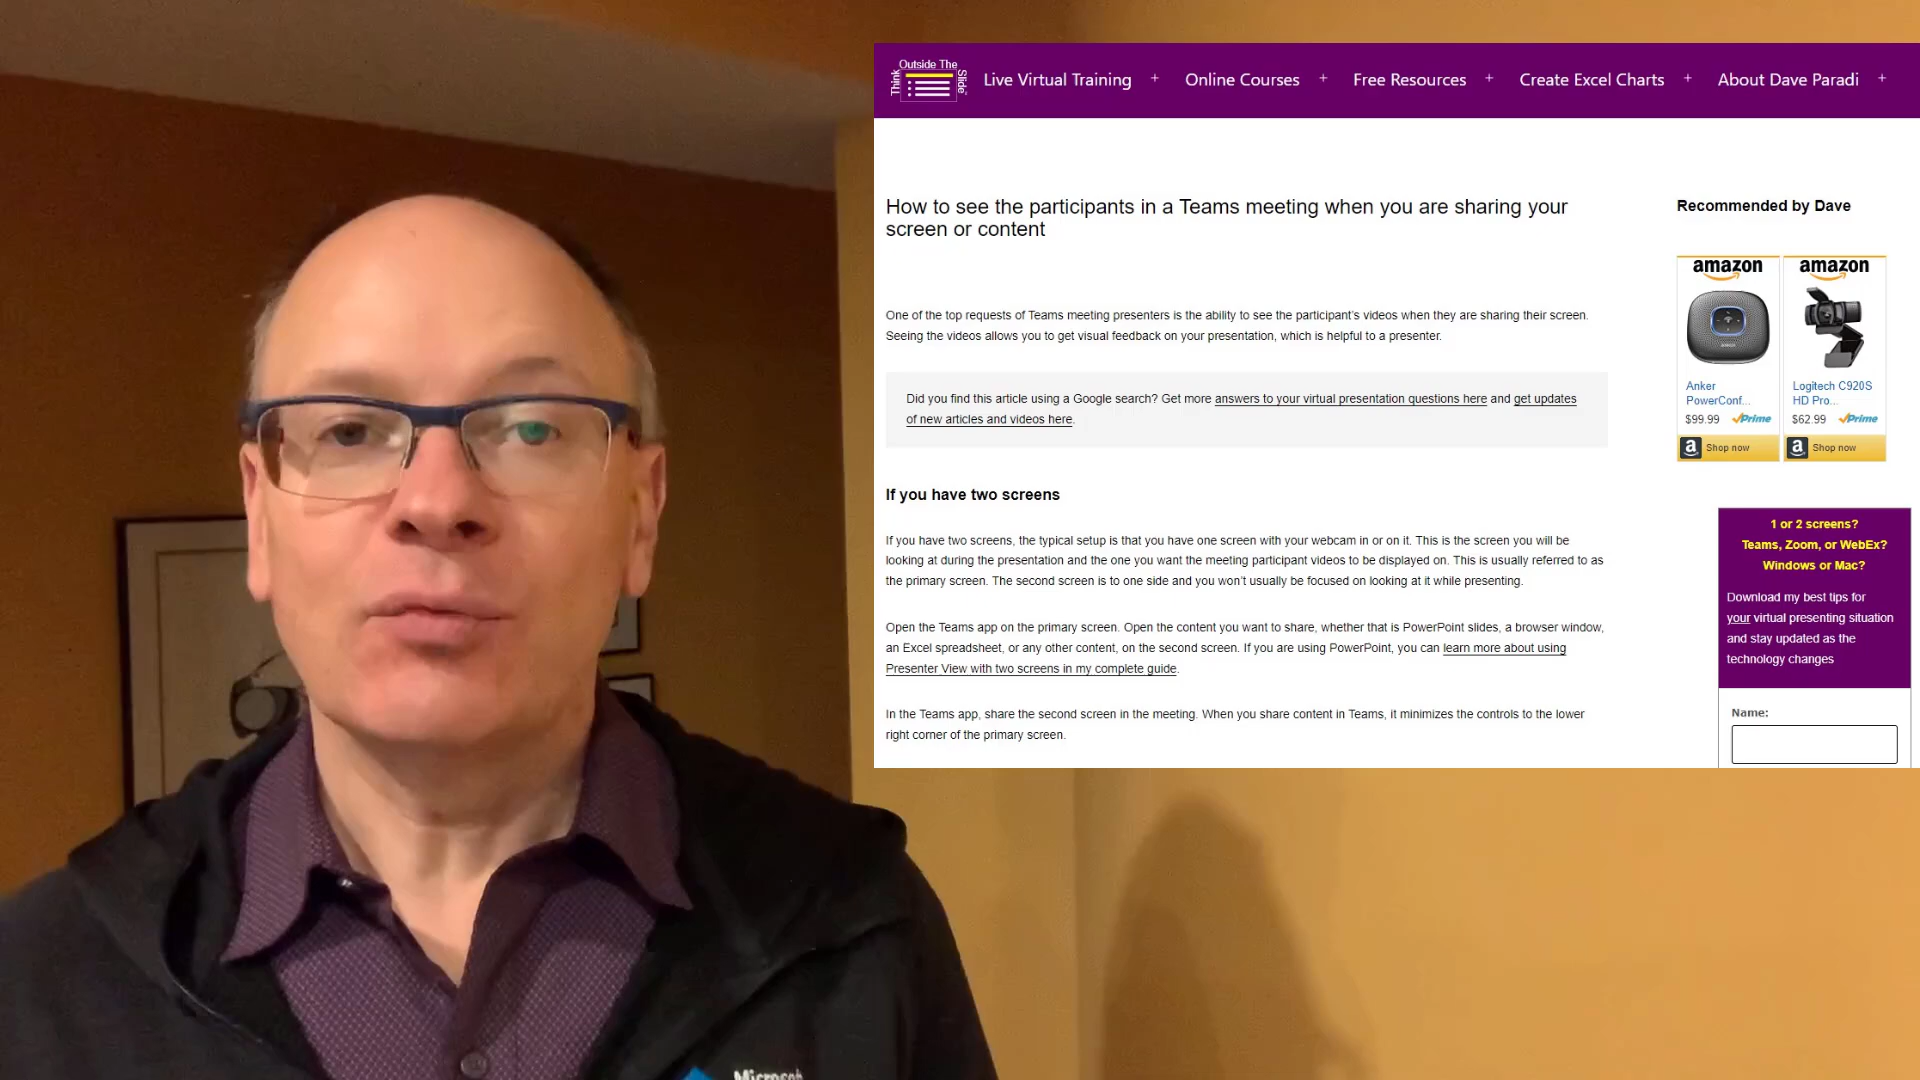 Think
Outside The
Slide
Live Virtual Training +
Online Courses +
Free Resources +
Create Excel Charts +
About Dave Paradi +
How to see the participants in a Teams meeting when you are sharing your
screen or content
One of the top requests of Teams meeting presenters is the ability to see the participant's videos when they are sharing their screen.
Seeing the videos allows you to get visual feedback on your presentation, which is helpful to a presenter.
Did you find this article using a Google search? Get more answers to your virtual presentation questions here and get updates
of new articles and videos here.
If you have two screens
If you have two screens, the typical setup is that you have one screen with your webcam in or on it. This is the screen you will be
looking at during the presentation and the one you want the meeting participant videos to be displayed on. This is usually referred to as
the primary screen. The second screen is to one side and you won't usually be focused on looking at it while presenting.
Open the Teams app on the primary screen. Open the content you want to share, whether that is PowerPoint slides, a browser window,
an Excel spreadsheet, or any other content, on the second screen. If you are using PowerPoint, you can learn more about using
Presenter View with two screens in my complete guide.
In the Teams app, share the second screen in the meeting. When you share content in Teams, it minimizes the controls to the lower
right corner of the primary screen.
Recommended by Dave
amazon
Anker
PowerConf...
$99.99 Prime
a Shop now
amazon
Logitech C920S
HD Pro...
$62.99 Prime
a Shop now
1 or 2 screens?
Teams, Zoom, or WebEx?
Windows or Mac?
Download my best tips for
your virtual presenting situation
and stay updated as the
technology changes
Name:
Microsoft